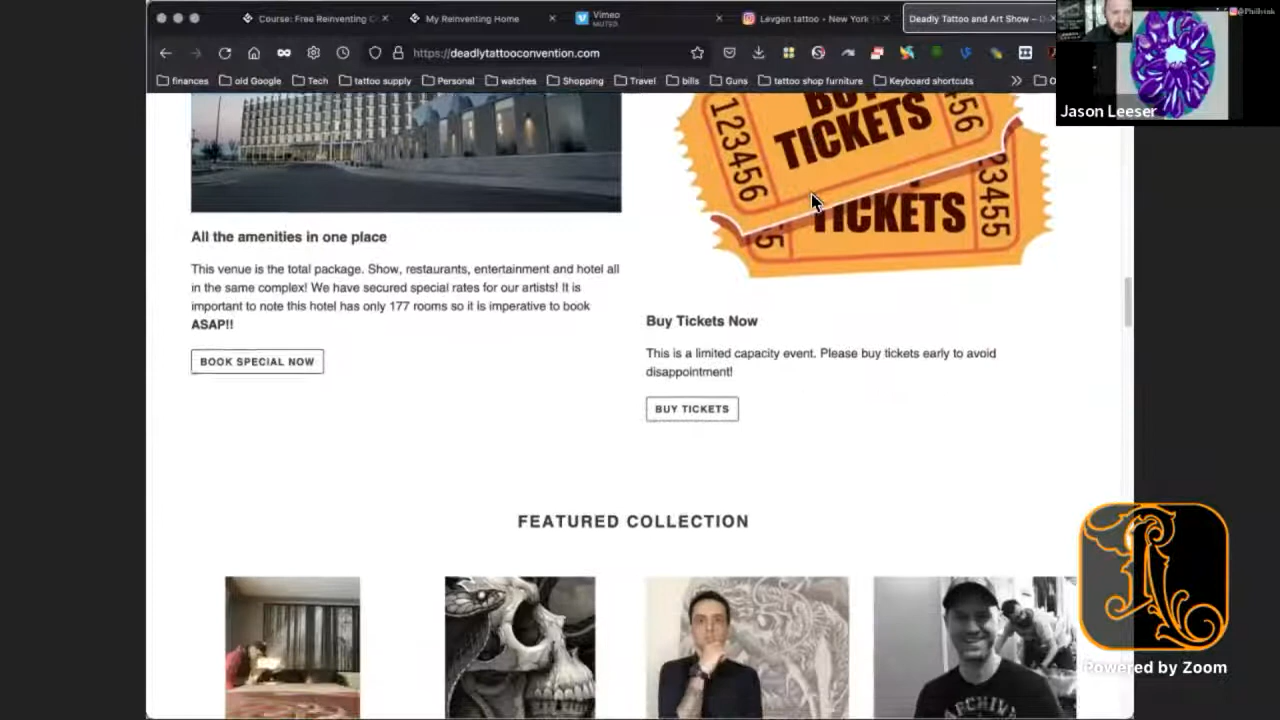 Course: Free Reinventing
My Reinventing Home
Vimeo
MUTED
Levgen tattoo • New York
Deadly Tattoo and Art Show
@Phillvink
https://deadlytattooconvention.com
finances
old Google
Tech
tattoo supply
Personal
watches
Shopping
Travel
bills
Guns
tattoo shop furniture
Keyboard shortcuts
Jason Leeser
BUY
TICKETS
123456
456
TICKETS
23455
All the amenities in one place
This venue is the total package. Show, restaurants, entertainment and hotel all
in the same complex! We have secured special rates for our artists! It is
important to note this hotel has only 177 rooms so it is imperative to book
ASAP!!
BOOK SPECIAL NOW
Buy Tickets Now
This is a limited capacity event. Please buy tickets early to avoid
disappointment!
BUY TICKETS
FEATURED COLLECTION
ARCHIVE
Powered by Zoom